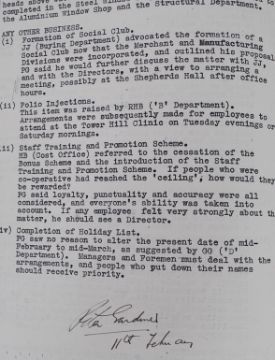 heads above
completed in the Steel Window
the Aluminium Window Shop and the Structural Department.
ANY OTHER BUSINESS.
(i) Formation of Social Club.
JJ (Buying Department) advocated the formation of a
Social Club now that the Merchant and Manufacturing
Divisions were incorporated, and outlined his proposal
PG said he would further discuss the matter with JJ,
and with the Directors, with a view to arranging a
meeting, possibly at the Shepherds Hall after office
hours.
(ii) Polio Injections.
This item was raised by RHB ('B' Department).
Arrangements were subsequently made for employees to
attend at the Tower Hill Clinic on Tuesday evenings or
Saturday mornings.
iii) Staff Training and Promotion Scheme.
HB (Cost Office) referred to the cessation of the
Bonus Scheme and the introduction of the Staff
Training and Promotion Scheme. If people who were
co-operative had reached the 'ceiling', how would they
be rewarded?
PG said loyalty, punctuality and accuracy were all
considered, and everyone's ability was taken into
account. If any employee felt very strongly about the
matter, he should see a Director.
iv) Completion of Holiday List.
PG saw no reason to alter the present date of mid-
February to mid-March, as suggested by GG ('D'
Department). Managers and Foremen must deal with the
arrangements, and people who put down their names
should receive priority.
Peter Gardner
11th February